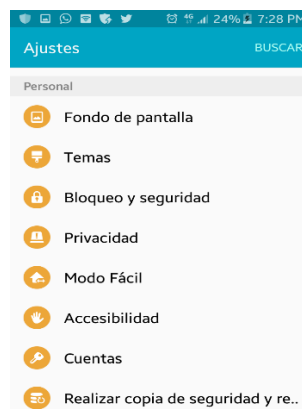 24% 7:28 PM
Ajustes BUSCAR
Personal
Fondo de pantalla
Temas
Bloqueo y seguridad
Privacidad
Modo Fácil
Accesibilidad
Cuentas
Realizar copia de seguridad y re..